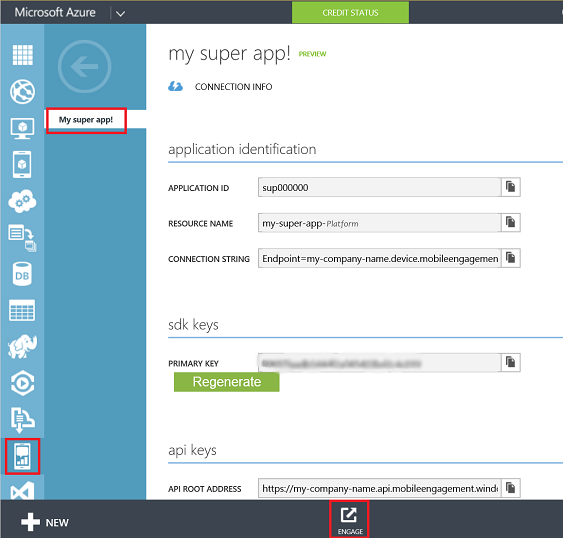 Microsoft Azure
CREDIT STATUS
my super app! PREVIEW
CONNECTION INFO
My super app!
application identification
APPLICATION ID sup000000
RESOURCE NAME my-super-app-Platform
CONNECTION STRING Endpoint=my-company-name.device.mobileengagemen
sdk keys
PRIMARY KEY
Regenerate
api keys
API ROOT ADDRESS https://my-company-name.api.mobileengagement.wind
DB
NEW
ENGAGE